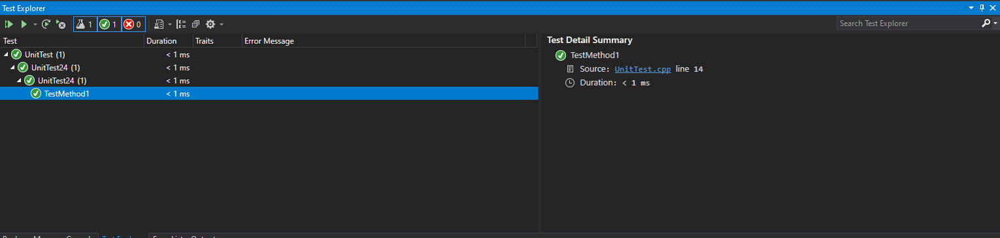 Test Explorer
1 1 0
Search Test Explorer
Test Duration Traits Error Message
UnitTest (1) < 1 ms
UnitTest24 (1) < 1 ms
UnitTest24 (1) < 1 ms
TestMethod1 < 1 ms
Test Detail Summary
TestMethod1
Source: UnitTest.cpp line 14
Duration: < 1 ms